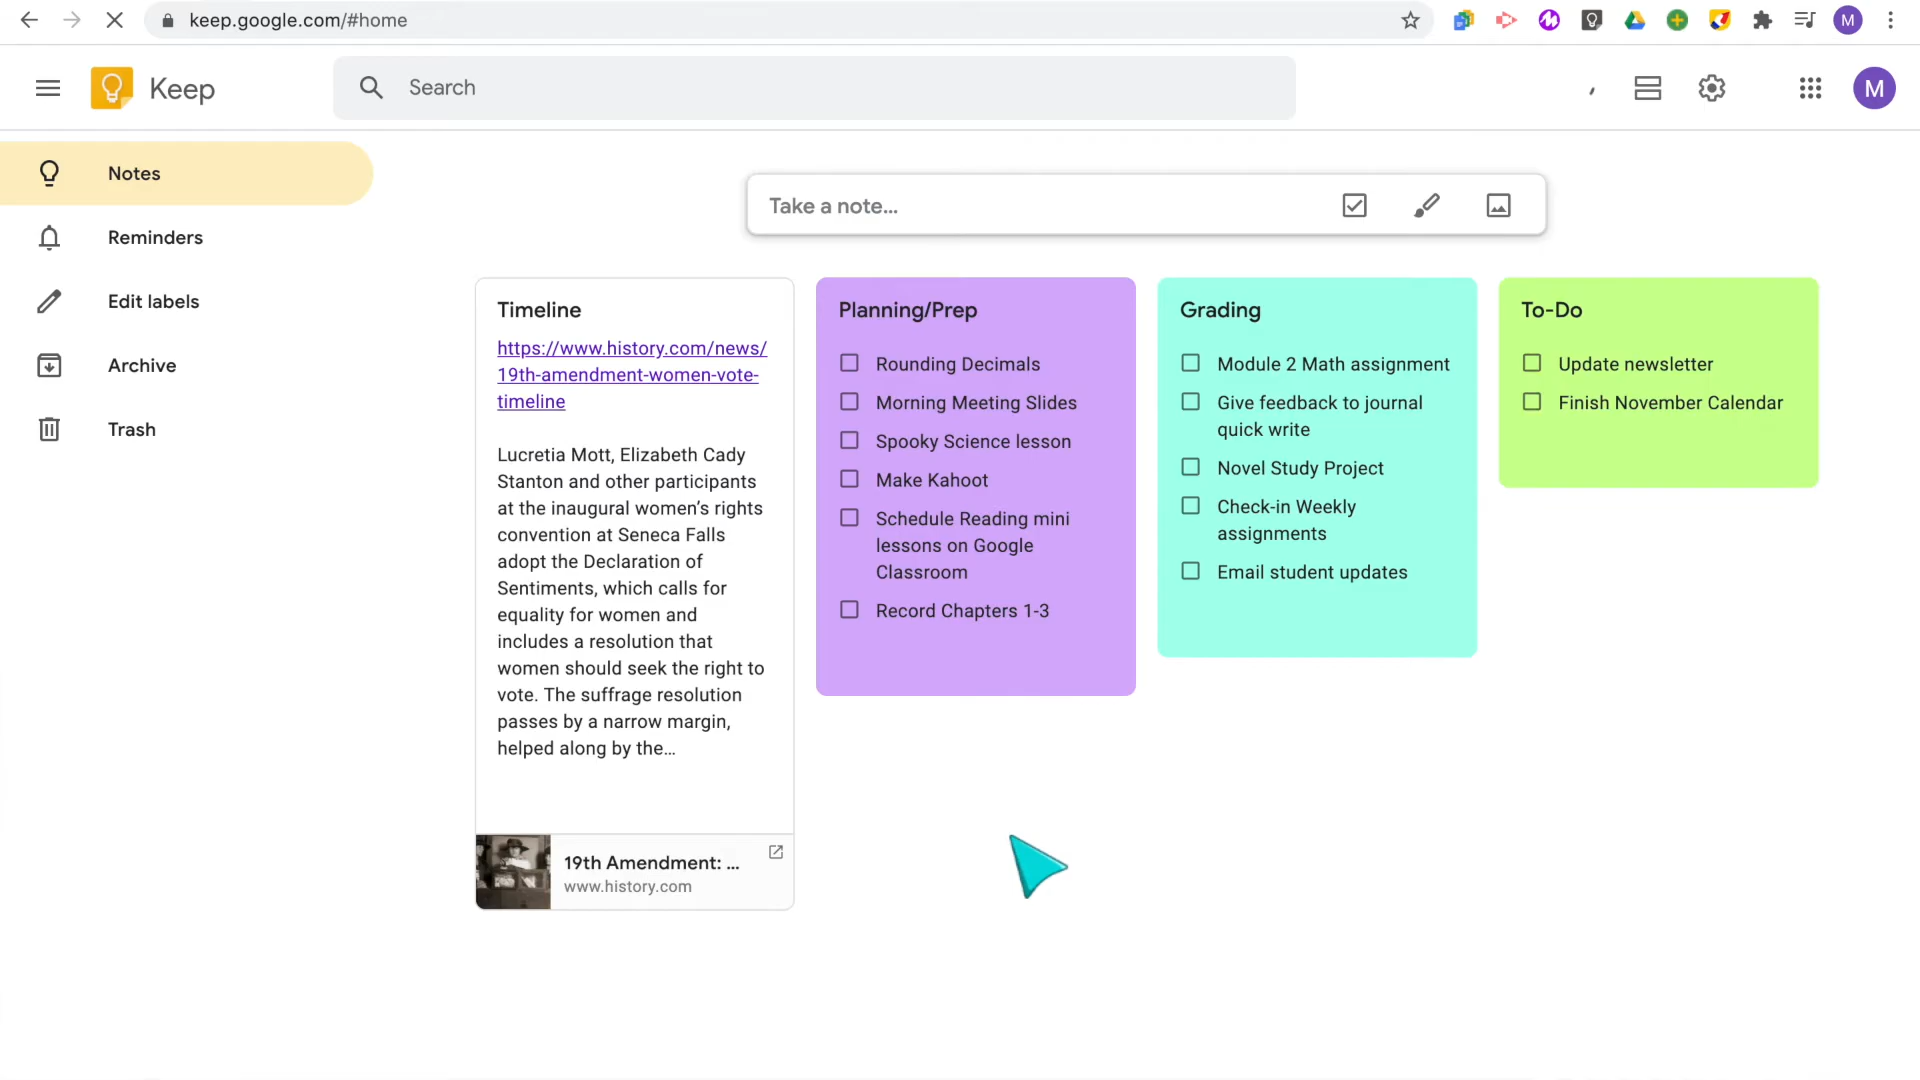 keep.google.com/#home
M
Keep
Search
M
Notes
Reminders
Edit labels
Archive
Trash
Take a note...
Timeline
https://www.history.com/news/
19th-amendment-women-vote-
timeline
Lucretia Mott, Elizabeth Cady
Stanton and other participants
at the inaugural women’s rights
convention at Seneca Falls
adopt the Declaration of
Sentiments, which calls for
equality for women and
includes a resolution that
women should seek the right to
vote. The suffrage resolution
passes by a narrow margin,
helped along by the...
19th Amendment: ...
www.history.com
Planning/Prep
Rounding Decimals
Morning Meeting Slides
Spooky Science lesson
Make Kahoot
Schedule Reading mini
lessons on Google
Classroom
Record Chapters 1-3
Grading
Module 2 Math assignment
Give feedback to journal
quick write
Novel Study Project
Check-in Weekly
assignments
Email student updates
To-Do
Update newsletter
Finish November Calendar